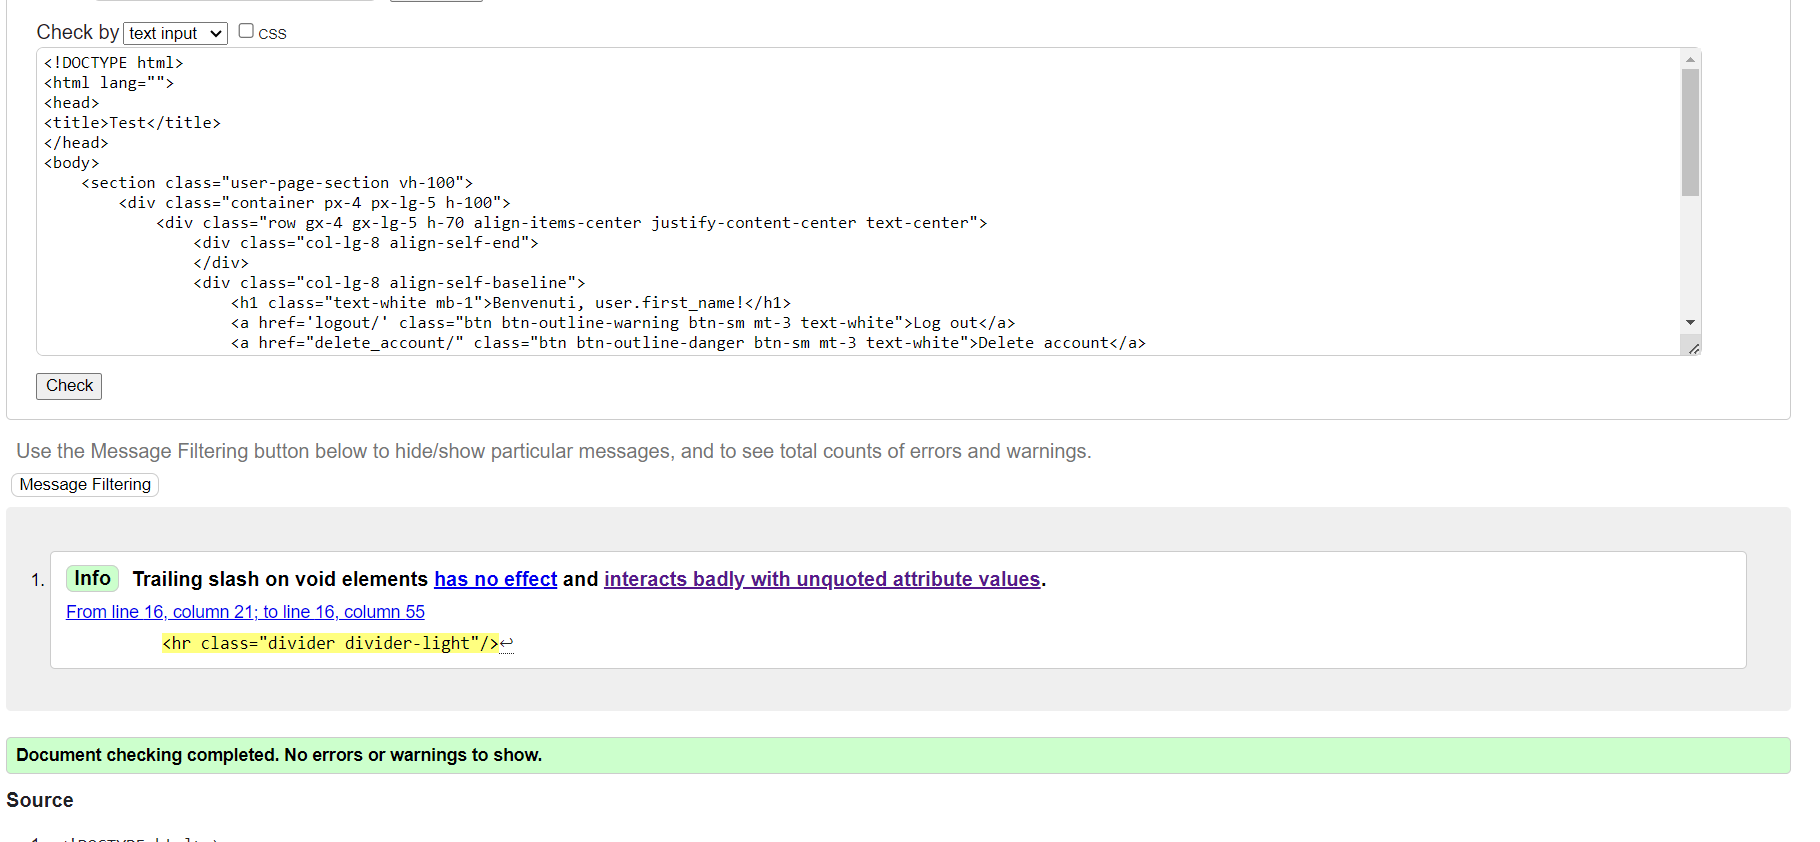 Check by text input CSS
<!DOCTYPE html>
<html lang="">
<head>
<title>Test</title>
</head>
<body>
<section class="user-page-section vh-100">
<div class="container px-4 px-lg-5 h-100">
<div class="row gx-4 gx-lg-5 h-70 align-items-center justify-content-center text-center">
<div class="col-lg-8 align-self-end">
</div>
<div class="col-lg-8 align-self-baseline">
<h1 class="text-white mb-1">Benvenuti, user.first_name!</h1>
<a href='logout/' class="btn btn-outline-warning btn-sm mt-3 text-white">Log out</a>
<a href="delete_account/" class="btn btn-outline-danger btn-sm mt-3 text-white">Delete account</a>
Check
Use the Message Filtering button below to hide/show particular messages, and to see total counts of errors and warnings.
Message Filtering
1. Info Trailing slash on void elements has no effect and interacts badly with unquoted attribute values.
From line 16, column 21; to line 16, column 55
<hr class="divider divider-light"/>↩
Document checking completed. No errors or warnings to show.
Source